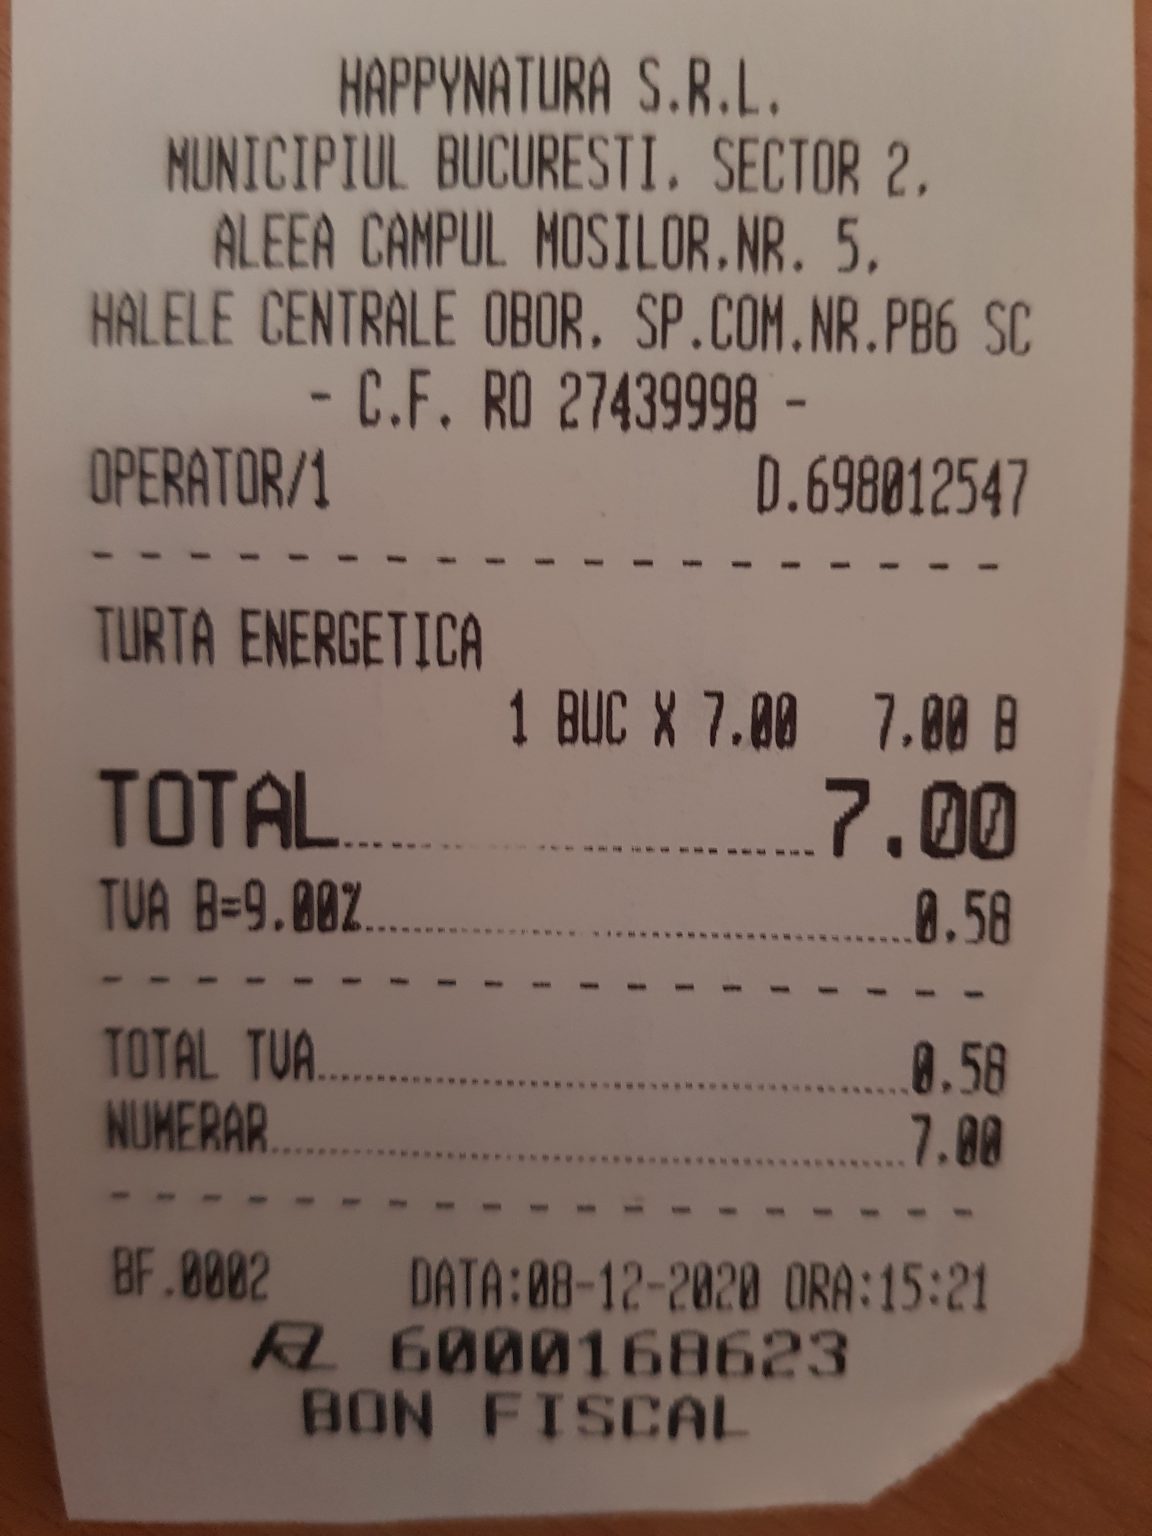 HAPPYNATURA S.R.L.
MUNICIPIUL BUCURESTI, SECTOR 2,
ALEEA CAMPUL MOSILOR,NR. 5,
HALELE CENTRALE OBOR, SP.COM.NR.PB6 SC
- C.F. RO 27439998 -
OPERATOR/1 D.698012547
- - - - - - - - - - - - - - - - - - -
TURTA ENERGETICA
1 BUC X 7.00 7.00 B
TOTAL..............................7.00
TVA B=9.00%..............................0.58
- - - - - - - - - - - - - - - - - - -
TOTAL TVA..............................0.58
NUMERAR..............................7.00
- - - - - - - - - - - - - - - - - - -
BF.0002 DATA:08-12-2020 ORA:15:21
6000168623
BON FISCAL